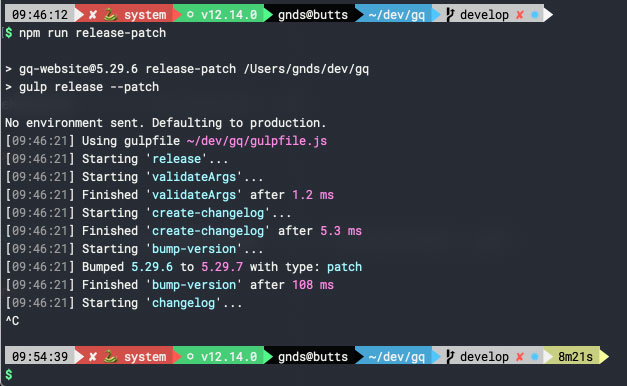 09:46:12 ✘ 🐍 system ⬡ v12.14.0 gnds@butts ~/dev/gq develop ✘ ●
$ npm run release-patch
> gq-website@5.29.6 release-patch /Users/gnds/dev/gq
> gulp release --patch
No environment sent. Defaulting to production.
[09:46:21] Using gulpfile ~/dev/gq/gulpfile.js
[09:46:21] Starting 'release'...
[09:46:21] Starting 'validateArgs'...
[09:46:21] Finished 'validateArgs' after 1.2 ms
[09:46:21] Starting 'create-changelog'...
[09:46:21] Finished 'create-changelog' after 5.3 ms
[09:46:21] Starting 'bump-version'...
[09:46:21] Bumped 5.29.6 to 5.29.7 with type: patch
[09:46:21] Finished 'bump-version' after 108 ms
[09:46:21] Starting 'changelog'...
^C
09:54:39 ✘ 🐍 system ⬡ v12.14.0 gnds@butts ~/dev/gq develop ✘ ● 8m21s
$